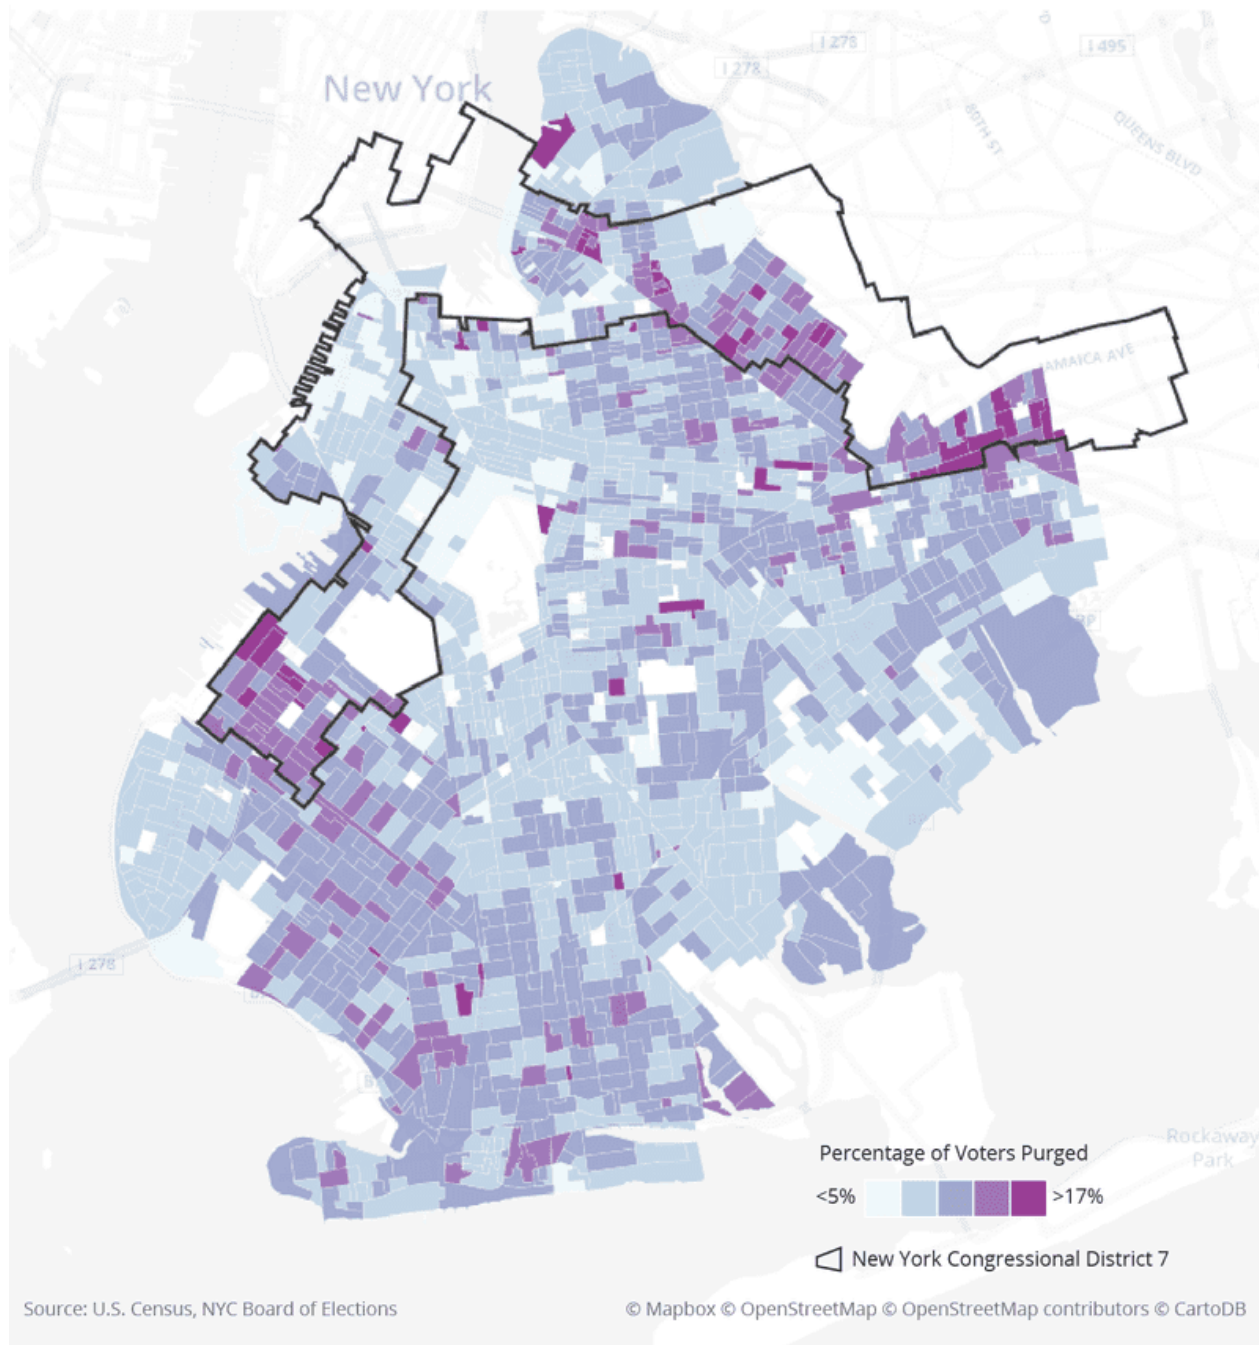 I 278
I 495
I 278
New York
80TH ST
QUEENS BLVD
JAMAICA AVE
I 278
Percentage of Voters Purged
<5%
>17%
New York Congressional District 7
Rockaway
Park
Source: U.S. Census, NYC Board of Elections
© Mapbox © OpenStreetMap © OpenStreetMap contributors © CartoDB